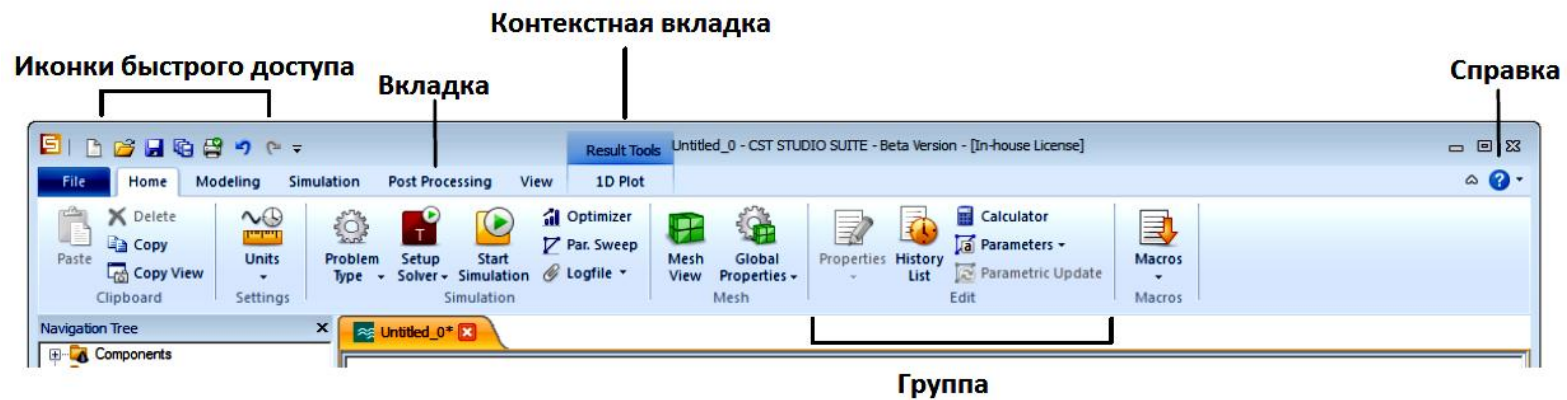 Контекстная вкладка
Иконки быстрого доступа
Вкладка
Справка
Result Tools
Untitled_0 - CST STUDIO SUITE - Beta Version - [In-house License]
File Home Modeling Simulation Post Processing View 1D Plot
Paste
Delete
Copy
Copy View
Clipboard
Units
Settings
Problem
Type
Setup
Solver
Start
Simulation
Optimizer
Par. Sweep
Logfile
Simulation
Mesh
View
Global
Properties
Mesh
Properties
History
List
Calculator
Parameters
Parametric Update
Edit
Macros
Macros
Navigation Tree
Components
Untitled_0*
Группа